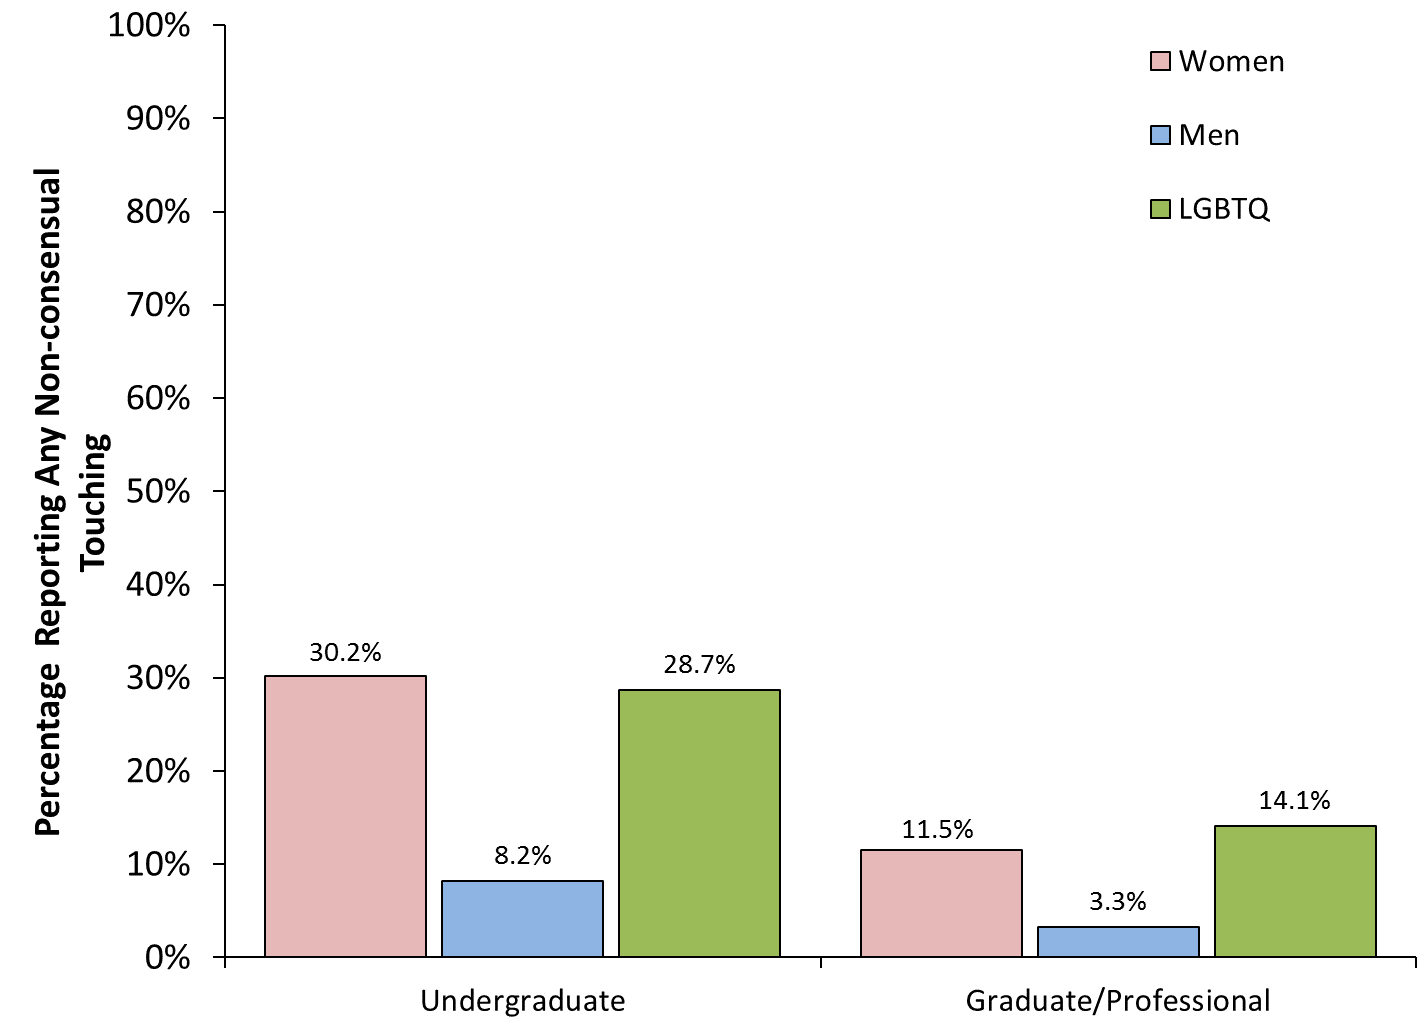 Percentage Reporting Any Non-consensual
Touching
100%
90%
80%
70%
60%
50%
40%
30%
20%
10%
0%
Women
Men
LGBTQ
30.2%
8.2%
28.7%
11.5%
3.3%
14.1%
Undergraduate
Graduate/Professional